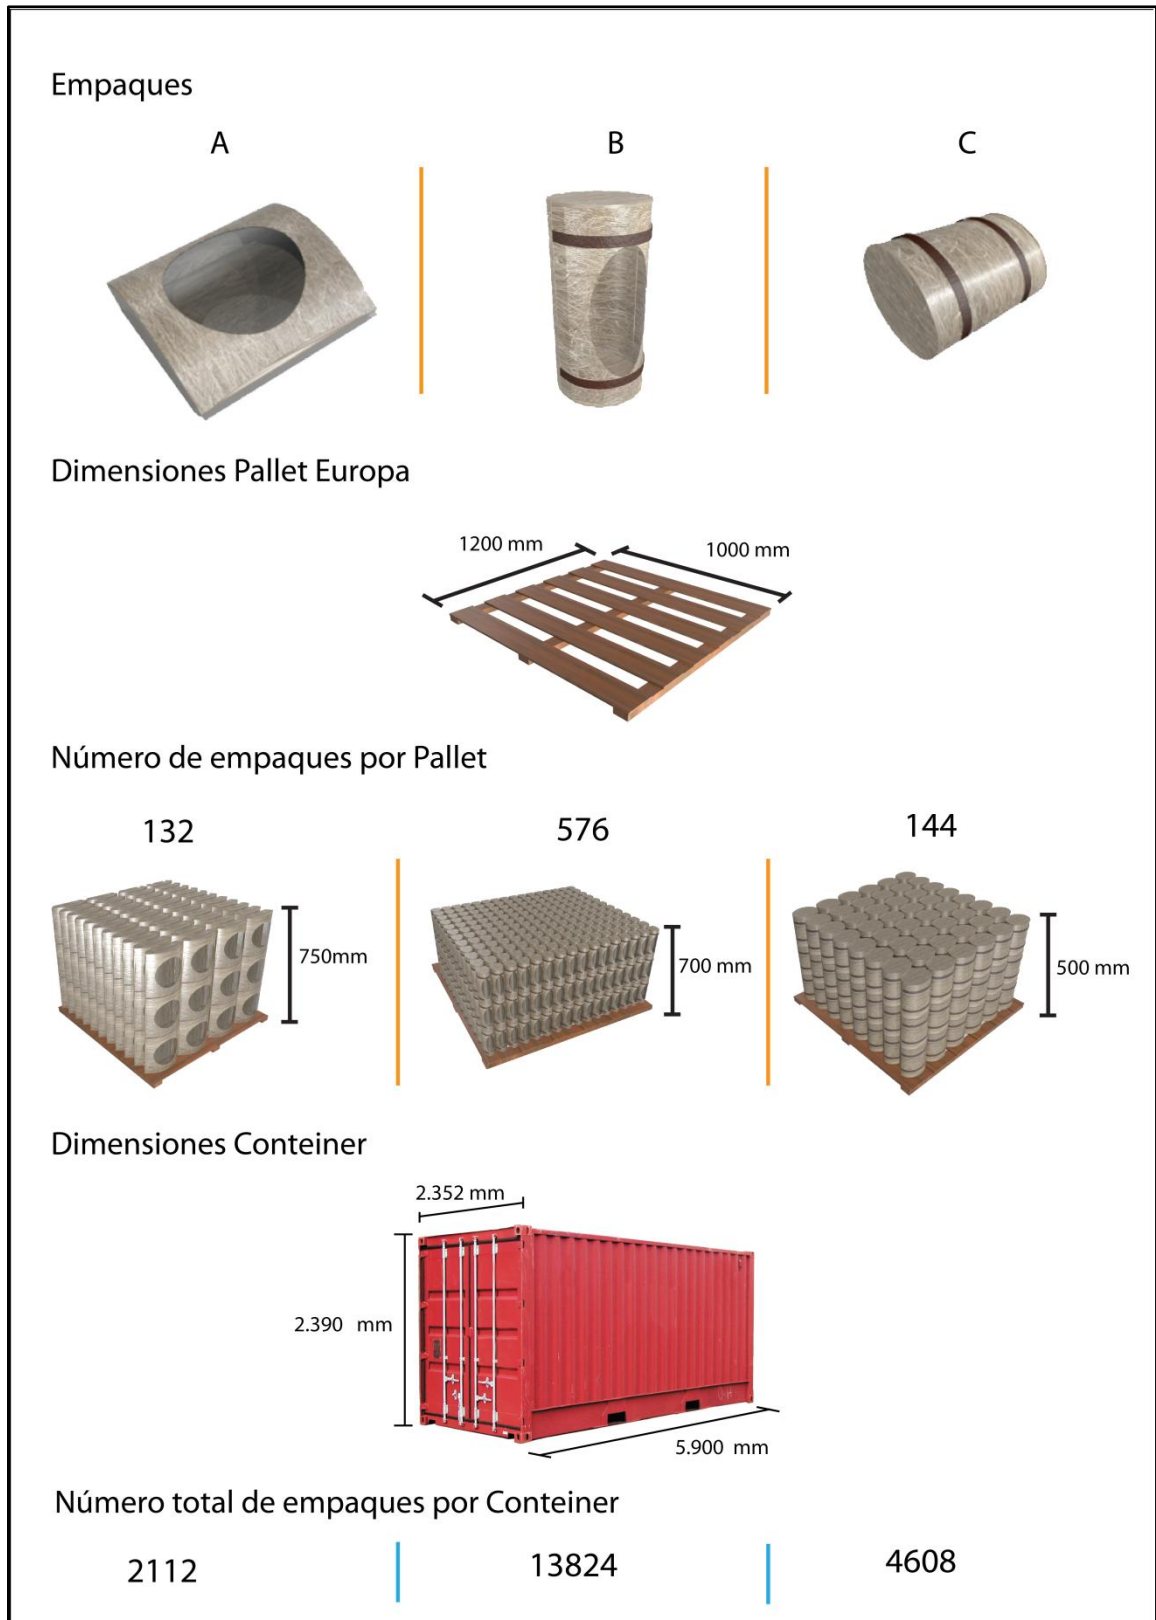 Empaques
A
B
C
Dimensiones Pallet Europa
1200 mm
1000 mm
Número de empaques por Pallet
132
576
144
750mm
700 mm
500 mm
Dimensiones Conteiner
2.352 mm
2.390 mm
5.900 mm
Número total de empaques por Conteiner
2112
13824
4608